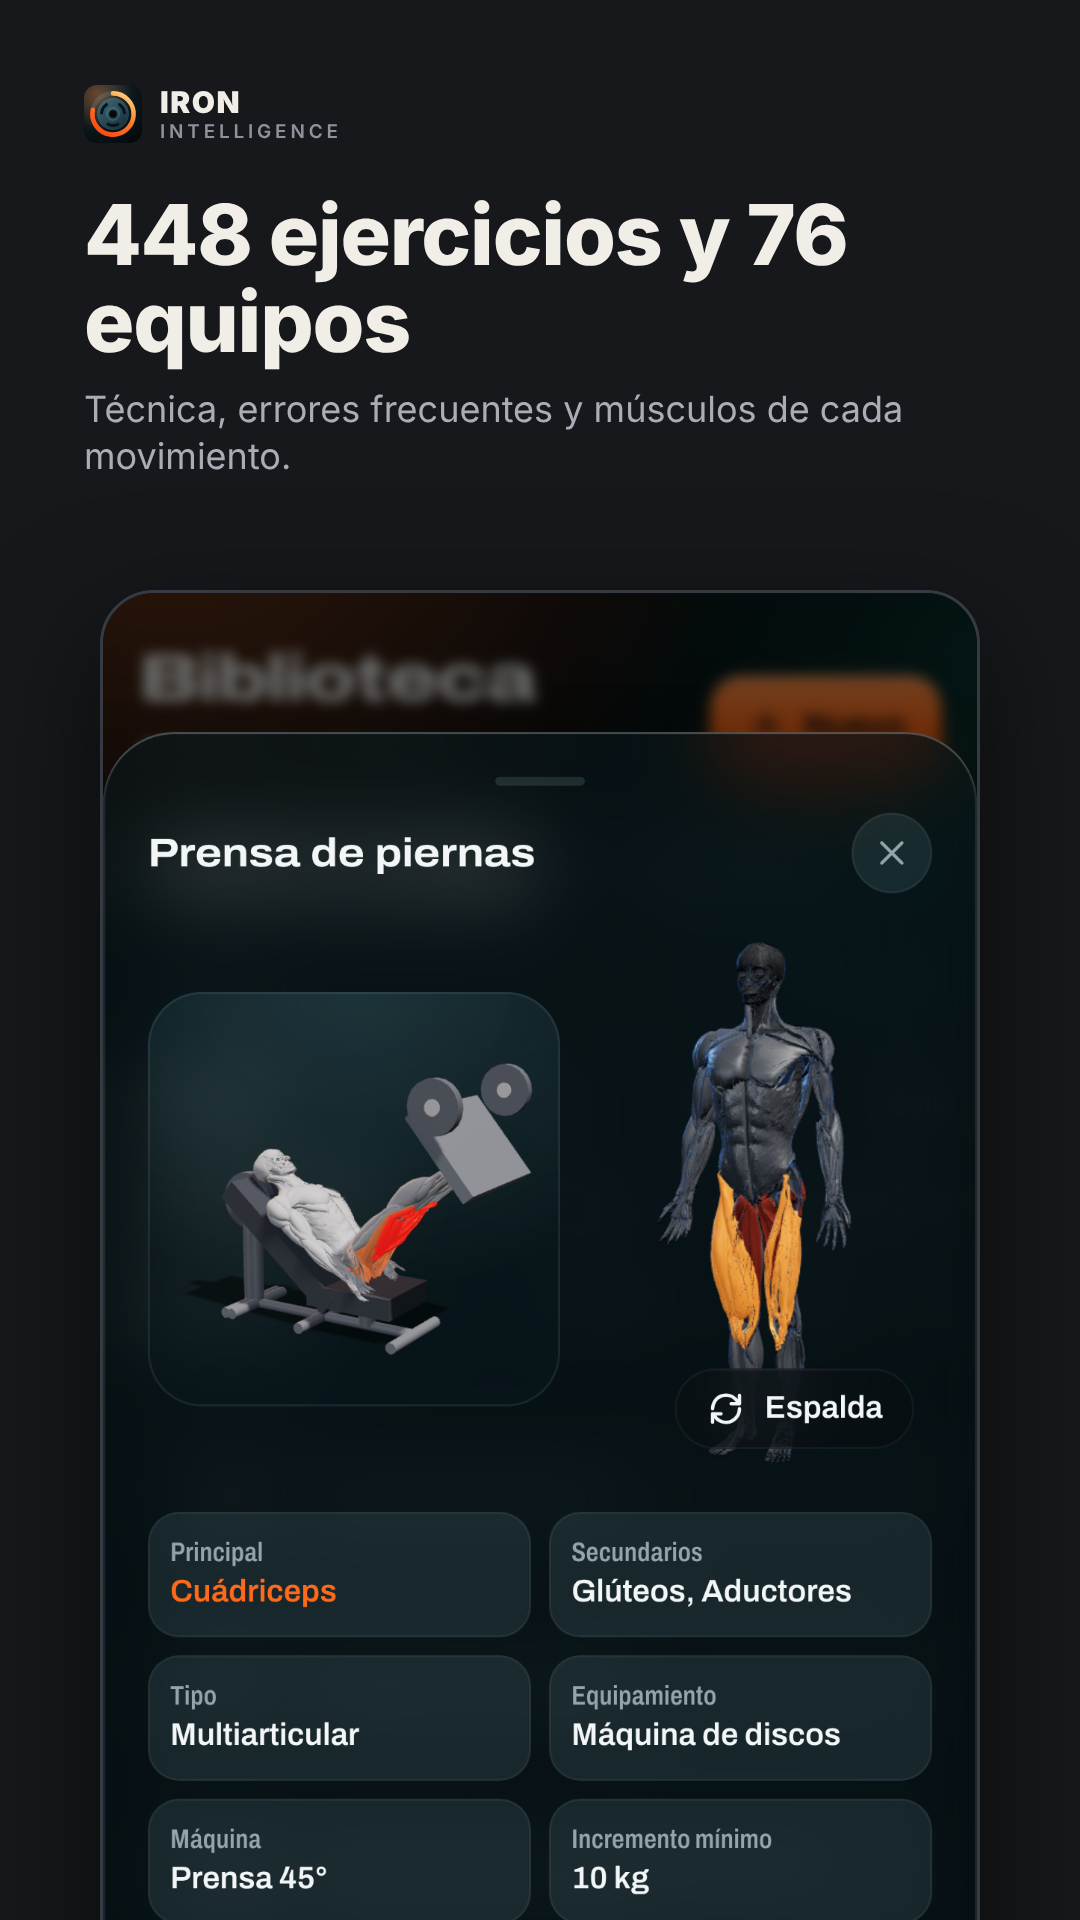 IRON
INTELLIGENCE
448 ejercicios y 76
equipos
Técnica, errores frecuentes y músculos de cada
movimiento.
Biblioteca
Nuevo
Prensa de piernas
Espalda
Principal
Cuádriceps
Secundarios
Glúteos, Aductores
Tipo
Multiarticular
Equipamiento
Máquina de discos
Máquina
Prensa 45°
Incremento mínimo
10 kg